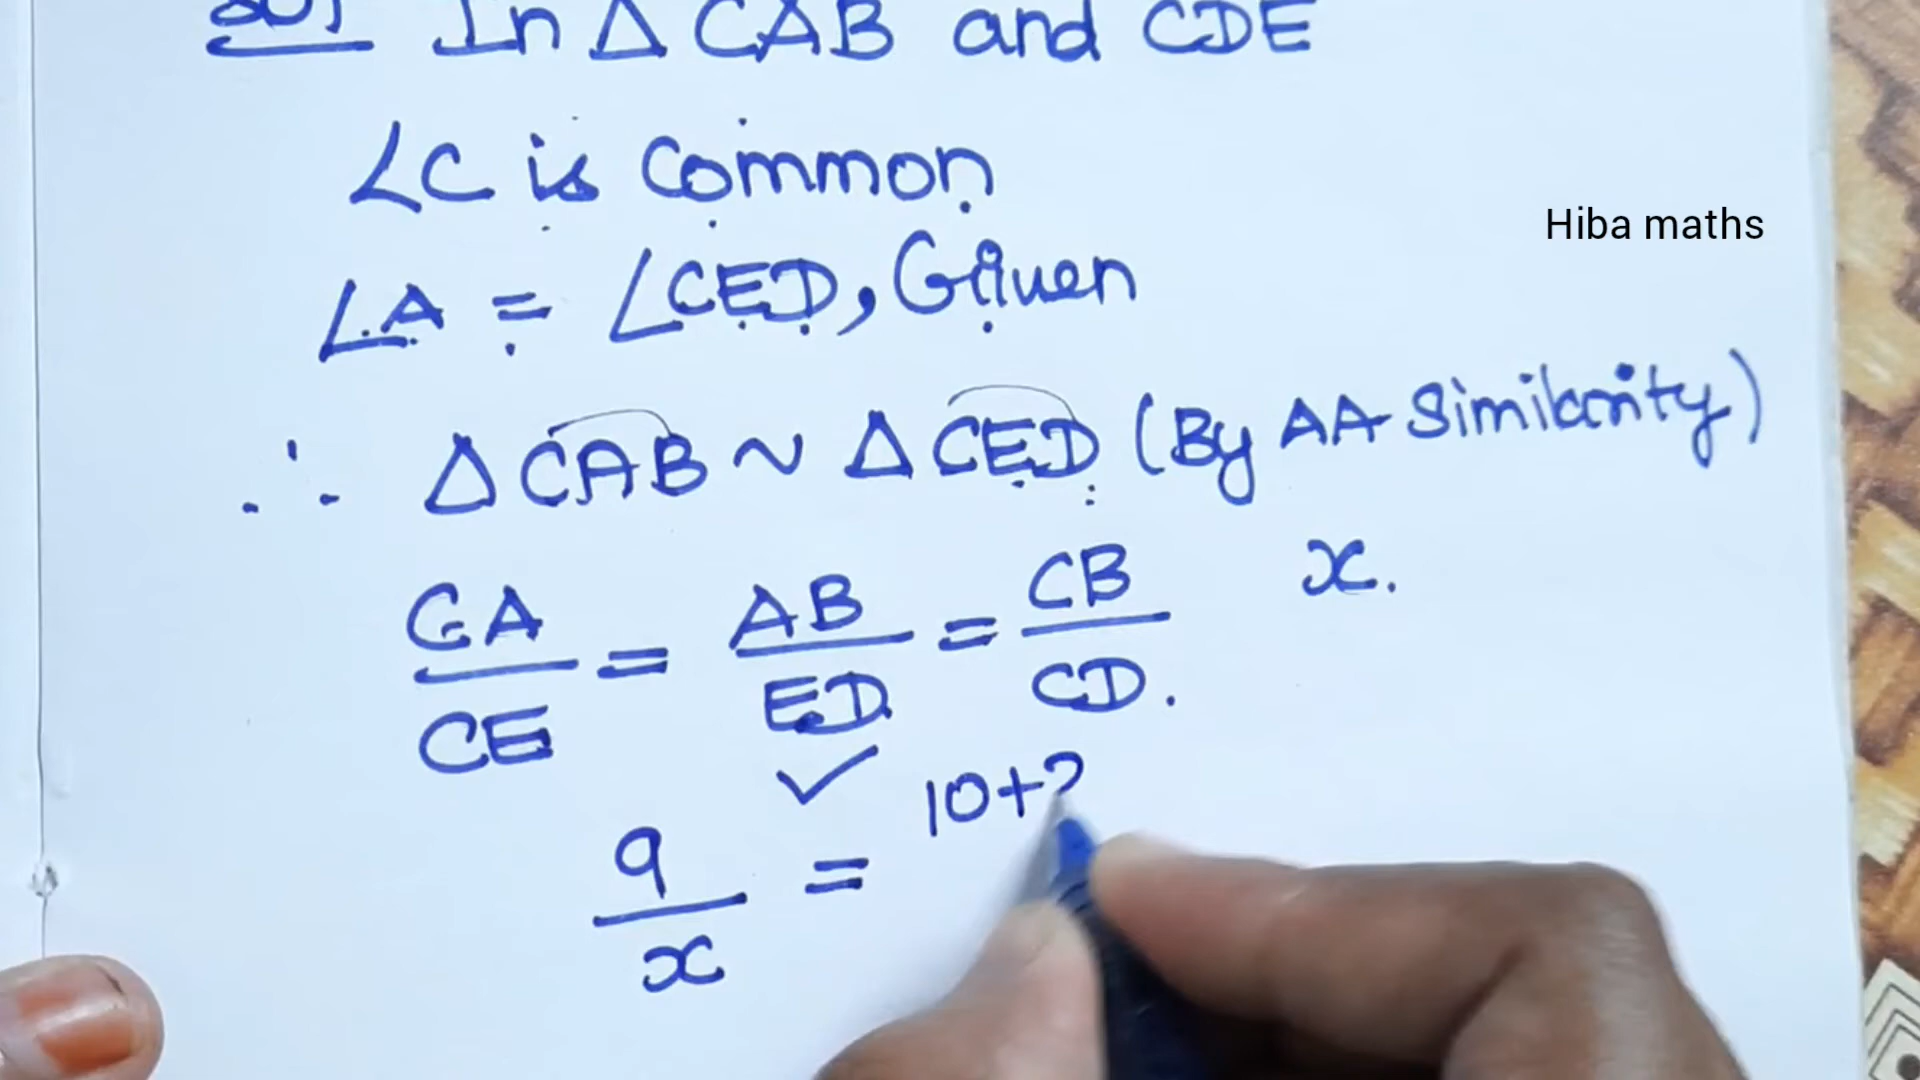 Sol In Δ CAB and CDE
∠C is Common
Hiba maths
∠A = ∠CED, Given
∴ Δ CAB ~ Δ CED (By AA Similarity)
CA/CE = AB/ED = CB/CD. x.
✓
9/x = 10+